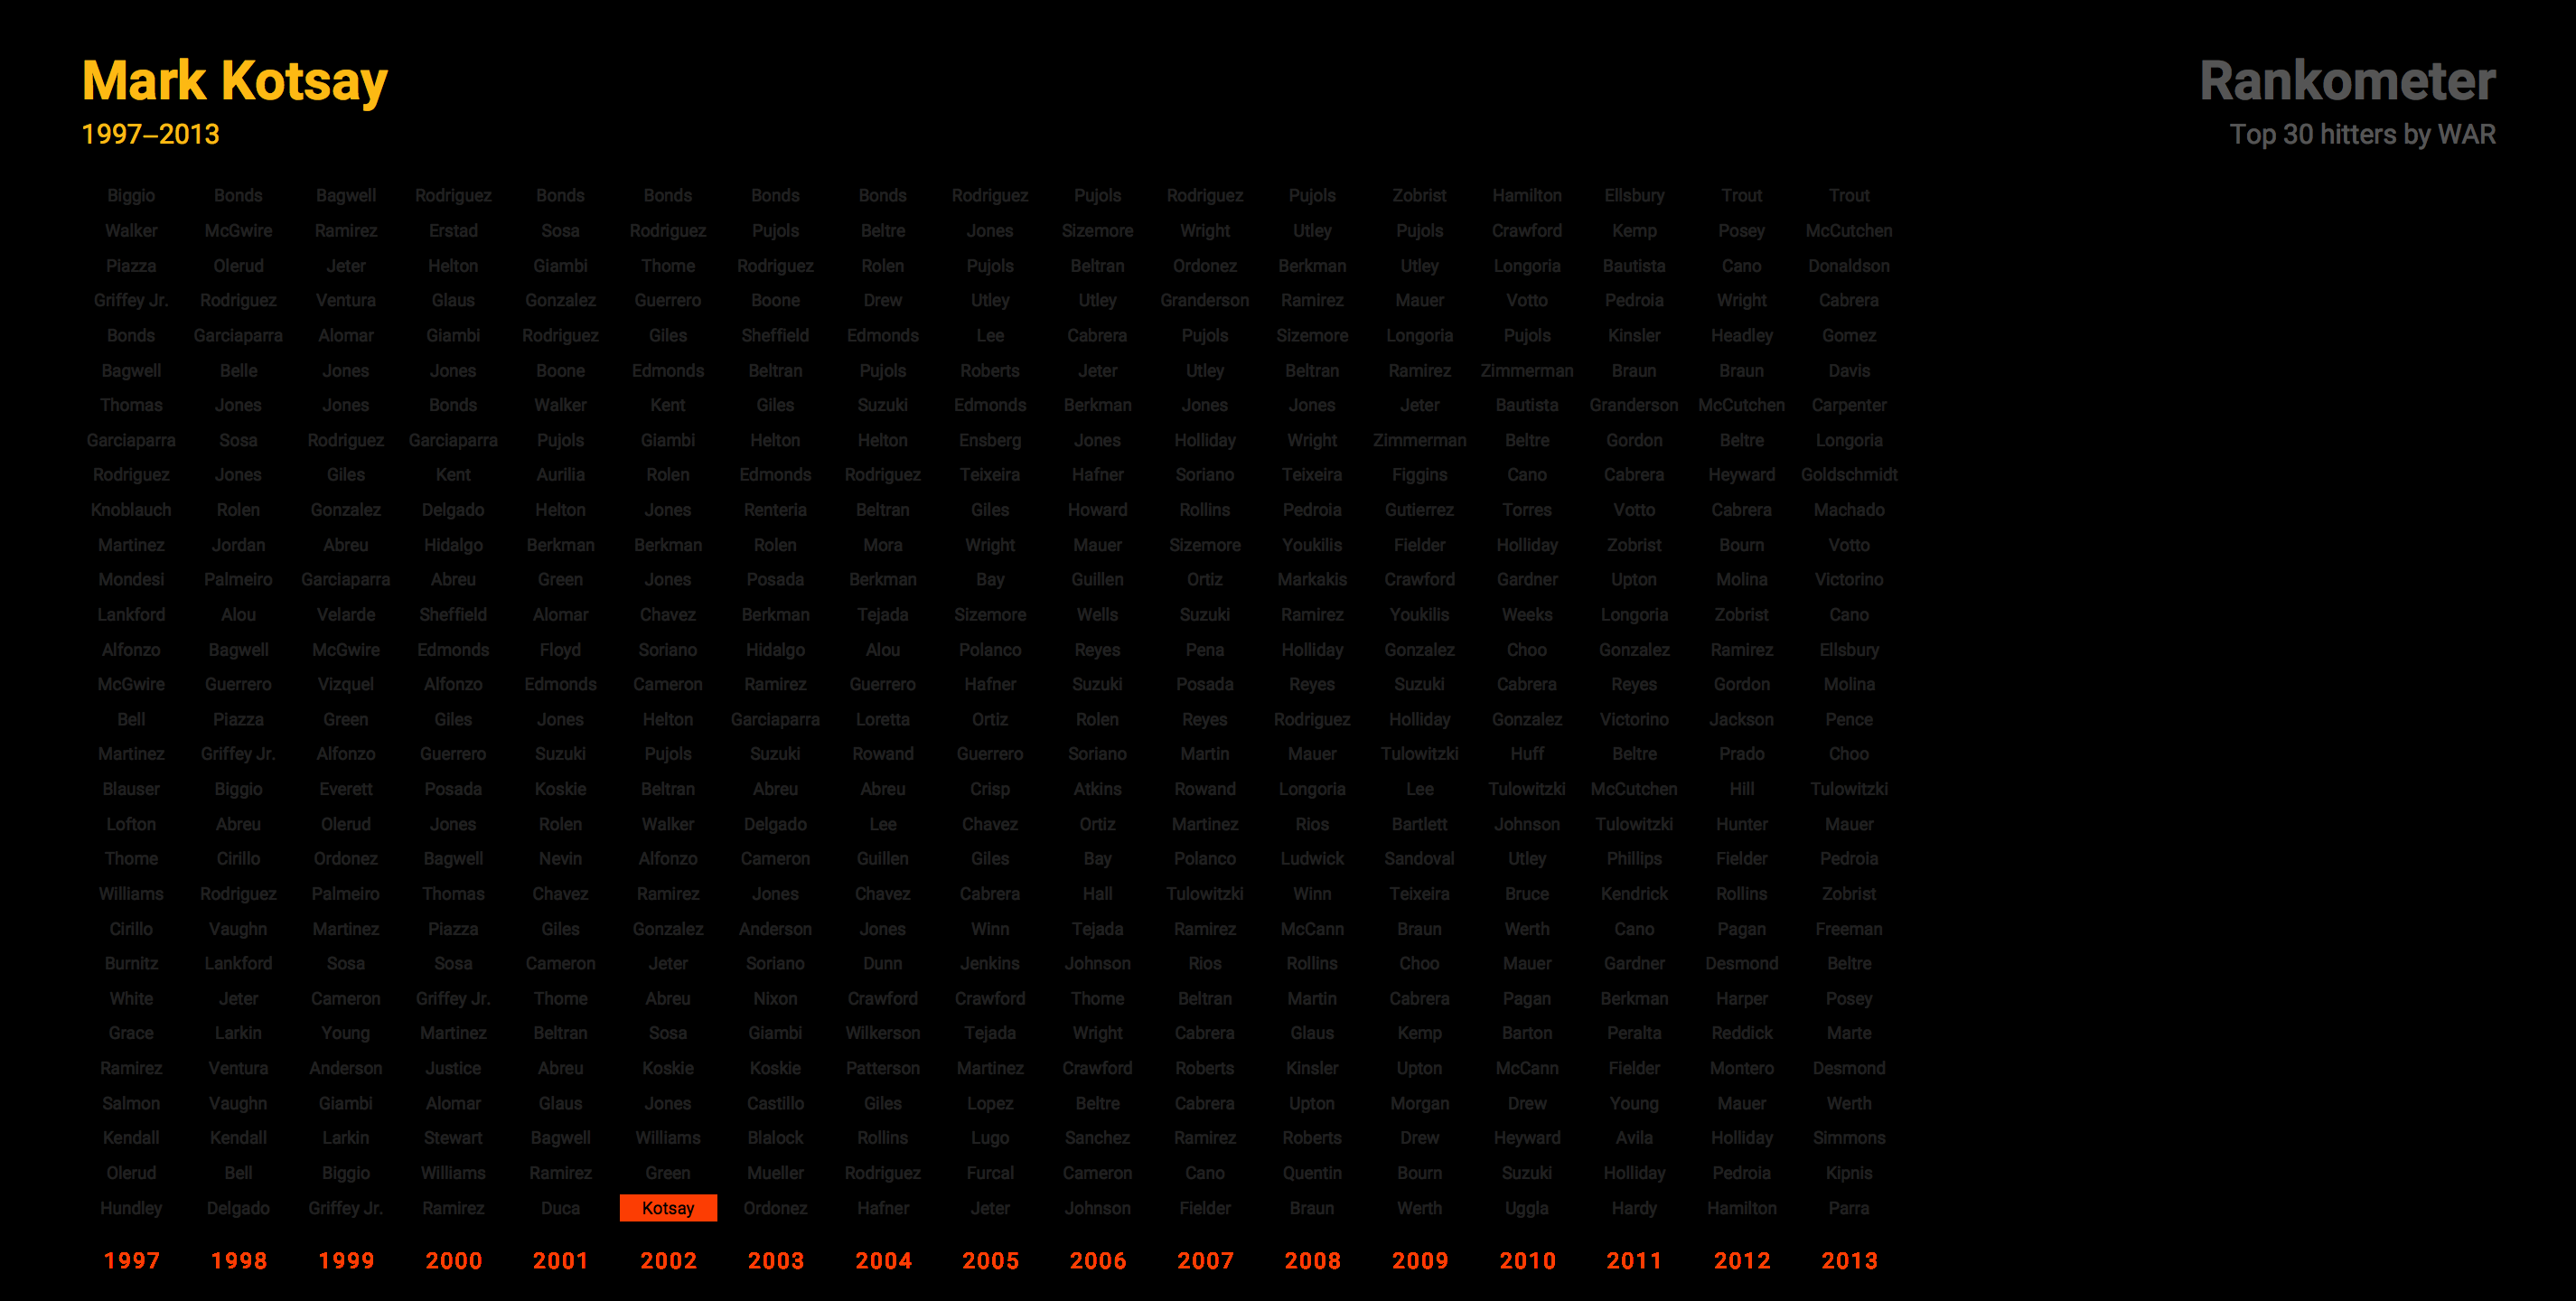 Mark Kotsay
1997–2013
Rankometer
Top 30 hitters by WAR
Biggio Bonds Bagwell Rodriguez Bonds Bonds Bonds Bonds Rodriguez Pujols Rodriguez Pujols Zobrist Hamilton Ellsbury Trout Trout
Walker McGwire Ramirez Erstad Sosa Rodriguez Pujols Beltre Jones Sizemore Wright Utley Pujols Crawford Kemp Posey McCutchen
Piazza Olerud Jeter Helton Giambi Thome Rodriguez Rolen Pujols Beltran Ordonez Berkman Utley Longoria Bautista Cano Donaldson
Griffey Jr. Rodriguez Ventura Glaus Gonzalez Guerrero Boone Drew Utley Utley Granderson Ramirez Mauer Votto Pedroia Wright Cabrera
Bonds Garciaparra Alomar Giambi Rodriguez Giles Sheffield Edmonds Lee Cabrera Pujols Sizemore Longoria Pujols Kinsler Headley Gomez
Bagwell Belle Jones Jones Boone Edmonds Beltran Pujols Roberts Jeter Utley Beltran Ramirez Zimmerman Braun Braun Davis
Thomas Jones Jones Bonds Walker Kent Giles Suzuki Edmonds Berkman Jones Jones Jeter Bautista Granderson McCutchen Carpenter
Garciaparra Sosa Rodriguez Garciaparra Pujols Giambi Helton Helton Ensberg Jones Holliday Wright Zimmerman Beltre Gordon Beltre Longoria
Rodriguez Jones Giles Kent Aurilia Rolen Edmonds Rodriguez Teixeira Hafner Soriano Teixeira Figgins Cano Cabrera Heyward Goldschmidt
Knoblauch Rolen Gonzalez Delgado Helton Jones Renteria Beltran Giles Howard Rollins Pedroia Gutierrez Torres Votto Cabrera Machado
Martinez Jordan Abreu Hidalgo Berkman Berkman Rolen Mora Wright Mauer Sizemore Youkilis Fielder Holliday Zobrist Bourn Votto
Mondesi Palmeiro Garciaparra Abreu Green Jones Posada Berkman Bay Guillen Ortiz Markakis Crawford Gardner Upton Molina Victorino
Lankford Alou Velarde Sheffield Alomar Chavez Berkman Tejada Sizemore Wells Suzuki Ramirez Youkilis Weeks Longoria Zobrist Cano
Alfonzo Bagwell McGwire Edmonds Floyd Soriano Hidalgo Alou Polanco Reyes Pena Holliday Gonzalez Choo Gonzalez Ramirez Ellsbury
McGwire Guerrero Vizquel Alfonzo Edmonds Cameron Ramirez Guerrero Hafner Suzuki Posada Reyes Suzuki Cabrera Reyes Gordon Molina
Bell Piazza Green Giles Jones Helton Garciaparra Loretta Ortiz Rolen Reyes Rodriguez Holliday Gonzalez Victorino Jackson Pence
Martinez Griffey Jr. Alfonzo Guerrero Suzuki Pujols Suzuki Rowand Guerrero Soriano Martin Mauer Tulowitzki Huff Beltre Prado Choo
Blauser Biggio Everett Posada Koskie Beltran Abreu Abreu Crisp Atkins Rowand Longoria Lee Tulowitzki McCutchen Hill Tulowitzki
Lofton Abreu Olerud Jones Rolen Walker Delgado Lee Chavez Ortiz Martinez Rios Bartlett Johnson Tulowitzki Hunter Mauer
Thome Cirillo Ordonez Bagwell Nevin Alfonzo Cameron Guillen Giles Bay Polanco Ludwick Sandoval Utley Phillips Fielder Pedroia
Williams Rodriguez Palmeiro Thomas Chavez Ramirez Jones Chavez Cabrera Hall Tulowitzki Winn Teixeira Bruce Kendrick Rollins Zobrist
Cirillo Vaughn Martinez Piazza Giles Gonzalez Anderson Jones Winn Tejada Ramirez McCann Braun Werth Cano Pagan Freeman
Burnitz Lankford Sosa Sosa Cameron Jeter Soriano Dunn Jenkins Johnson Rios Rollins Choo Mauer Gardner Desmond Beltre
White Jeter Cameron Griffey Jr. Thome Abreu Nixon Crawford Crawford Thome Beltran Martin Cabrera Pagan Berkman Harper Posey
Grace Larkin Young Martinez Beltran Sosa Giambi Wilkerson Tejada Wright Cabrera Glaus Kemp Barton Peralta Reddick Marte
Ramirez Ventura Anderson Justice Abreu Koskie Koskie Patterson Martinez Crawford Roberts Kinsler Upton McCann Fielder Montero Desmond
Salmon Vaughn Giambi Alomar Glaus Jones Castillo Giles Lopez Beltre Cabrera Upton Morgan Drew Young Mauer Werth
Kendall Kendall Larkin Stewart Bagwell Williams Blalock Rollins Lugo Sanchez Ramirez Roberts Drew Heyward Avila Holliday Simmons
Olerud Bell Biggio Williams Ramirez Green Mueller Rodriguez Furcal Cameron Cano Quentin Bourn Suzuki Holliday Pedroia Kipnis
Hundley Delgado Griffey Jr. Ramirez Duca Kotsay Ordonez Hafner Jeter Johnson Fielder Braun Werth Uggla Hardy Hamilton Parra
1997 1998 1999 2000 2001 2002 2003 2004 2005 2006 2007 2008 2009 2010 2011 2012 2013